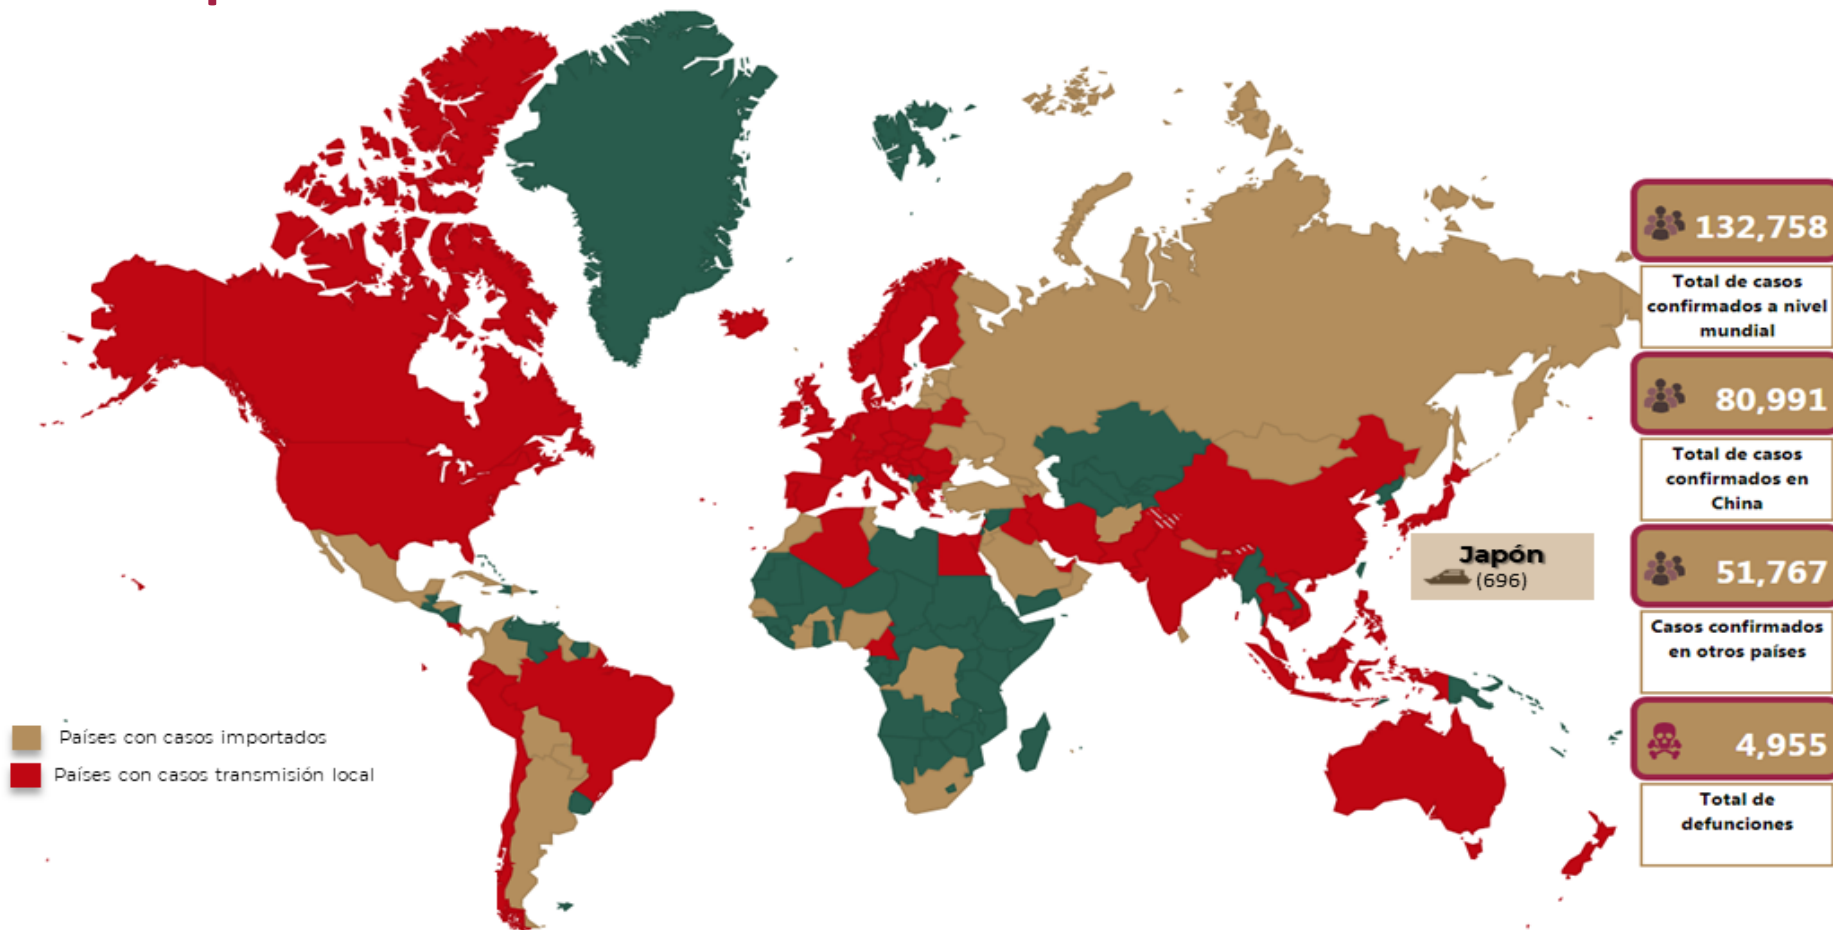 132,758
Total de casos
confirmados a nivel
mundial
80,991
Total de casos
confirmados en
China
Japón
(696)
51,767
Casos confirmados
en otros países
4,955
Total de
defunciones
Países con casos importados
Países con casos transmisión local